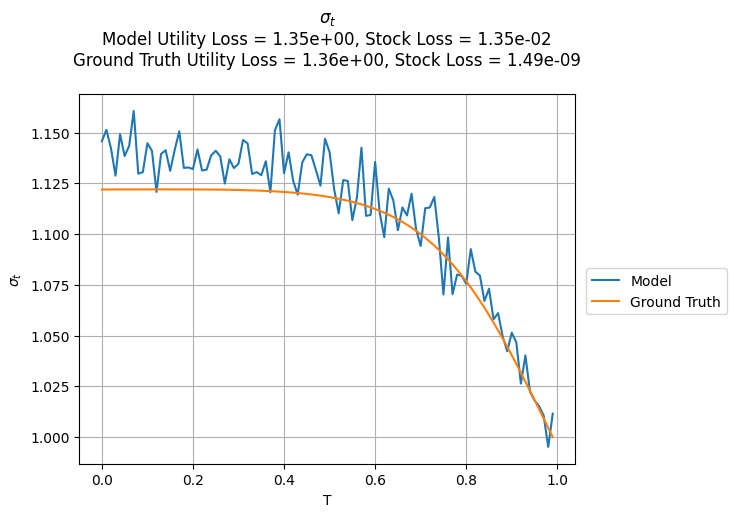 σt
Model Utility Loss = 1.35e+00, Stock Loss = 1.35e-02
Ground Truth Utility Loss = 1.36e+00, Stock Loss = 1.49e-09
1.150
1.125
1.100
1.075
1.050
1.025
1.000
σt
0.0 0.2 0.4 0.6 0.8 1.0
T
Model
Ground Truth